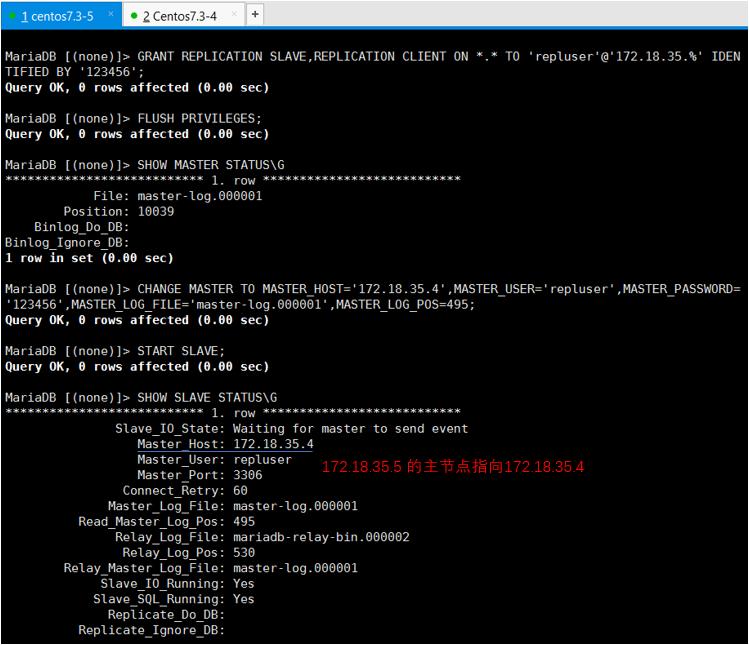 1 centos7.3-5 × 2 Centos7.3-4 × +
MariaDB [(none)]> GRANT REPLICATION SLAVE,REPLICATION CLIENT ON *.* TO 'repluser'@'172.18.35.%' IDEN
TIFIED BY '123456';
Query OK, 0 rows affected (0.00 sec)
MariaDB [(none)]> FLUSH PRIVILEGES;
Query OK, 0 rows affected (0.00 sec)
MariaDB [(none)]> SHOW MASTER STATUS\G
*************************** 1. row ***************************
File: master-log.000001
Position: 10039
Binlog_Do_DB:
Binlog_Ignore_DB:
1 row in set (0.00 sec)
MariaDB [(none)]> CHANGE MASTER TO MASTER_HOST='172.18.35.4',MASTER_USER='repluser',MASTER_PASSWORD=
'123456',MASTER_LOG_FILE='master-log.000001',MASTER_LOG_POS=495;
Query OK, 0 rows affected (0.00 sec)
MariaDB [(none)]> START SLAVE;
Query OK, 0 rows affected (0.00 sec)
MariaDB [(none)]> SHOW SLAVE STATUS\G
*************************** 1. row ***************************
Slave_IO_State: Waiting for master to send event
Master_Host: 172.18.35.4
Master_User: repluser
172.18.35.5 的主节点指向172.18.35.4
Master_Port: 3306
Connect_Retry: 60
Master_Log_File: master-log.000001
Read_Master_Log_Pos: 495
Relay_Log_File: mariadb-relay-bin.000002
Relay_Log_Pos: 530
Relay_Master_Log_File: master-log.000001
Slave_IO_Running: Yes
Slave_SQL_Running: Yes
Replicate_Do_DB:
Replicate_Ignore_DB: